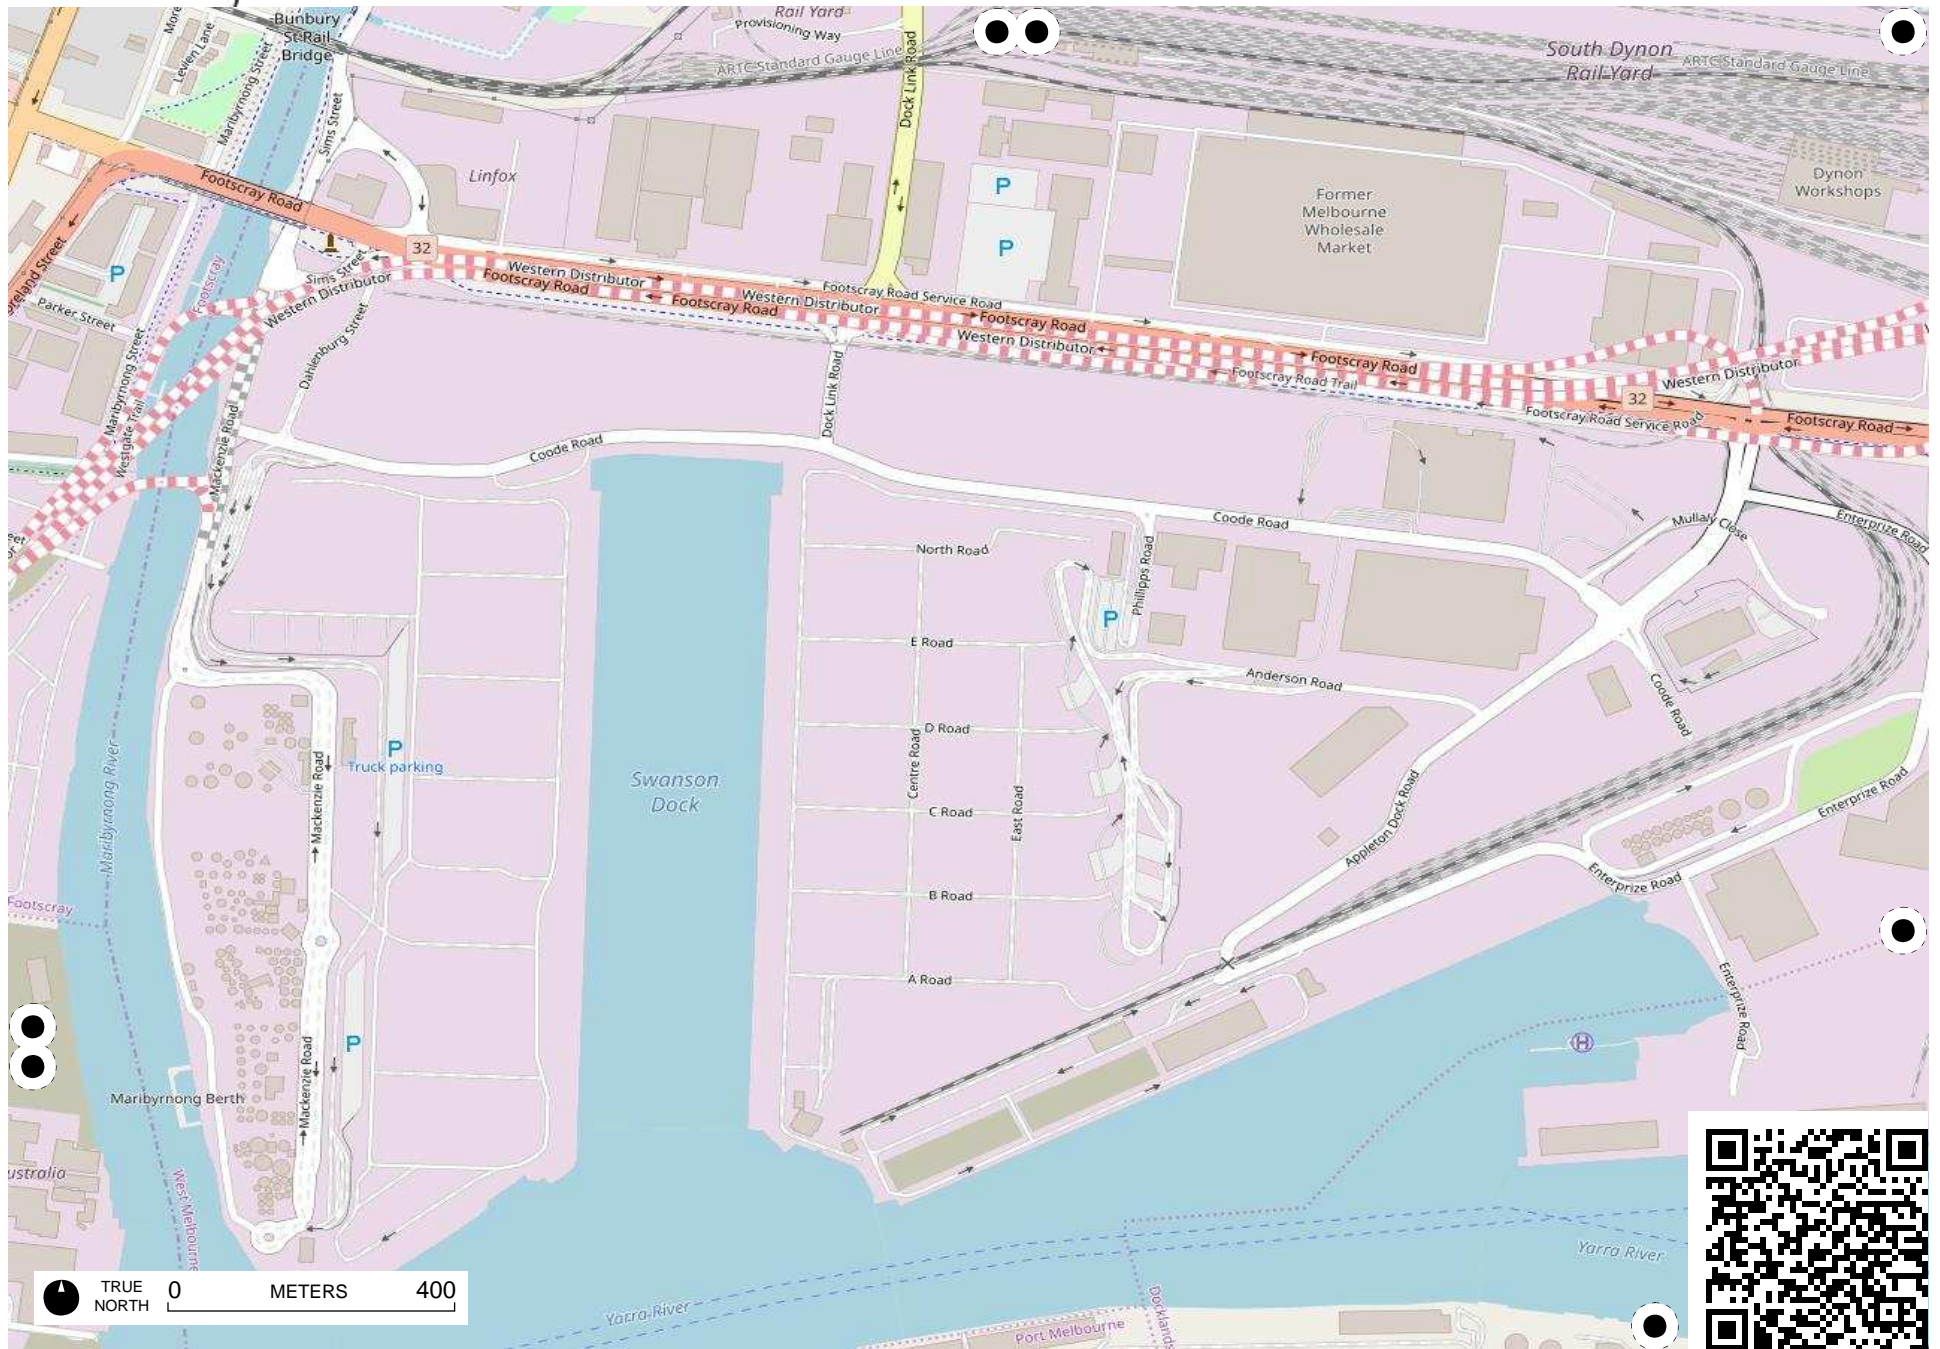 Bunbury
St Rail
Bridge
Levien Lane
Maribyrnong Street
Sims Street
Rail Yard
Provisioning Way
ARTC Standard Gauge Line
Dock Link Road
South Dynon
Rail Yard
ARTC Standard Gauge Line
Dynon
Workshops
Linfox
P
P
Former
Melbourne
Wholesale
Market
Footscray Road
32
P
Parker Street
Footscray
Sims Street
Western Distributor
Western Distributor
Footscray Road
Footscray Road
Western Distributor
Footscray Road Service Road
Footscray Road
Western Distributor
Footscray Road
Footscray Road Trail
Western Distributor
32
Footscray Road Service Road
Footscray Road
Maribyrnong Street
Westgate Trail
Mackenzie Road
Dahlenburg Street
Dock Link Road
Coode Road
Coode Road
Mullaly Close
Enterprize Road
North Road
Phillipps Road
P
E Road
Anderson Road
Coode Road
D Road
Centre Road
East Road
C Road
B Road
A Road
Appleton Dock Road
Enterprize Road
Enterprize Road
Enterprize Road
Maribyrnong River
Mackenzie Road
P
Truck parking
Swanson
Dock
Footscray
P
Mackenzie Road
Maribyrnong Berth
ustralia
West Melbourne
H
Yarra River
Yarra River
Port Melbourne
Docklands
TRUE
NORTH
0 METERS 400